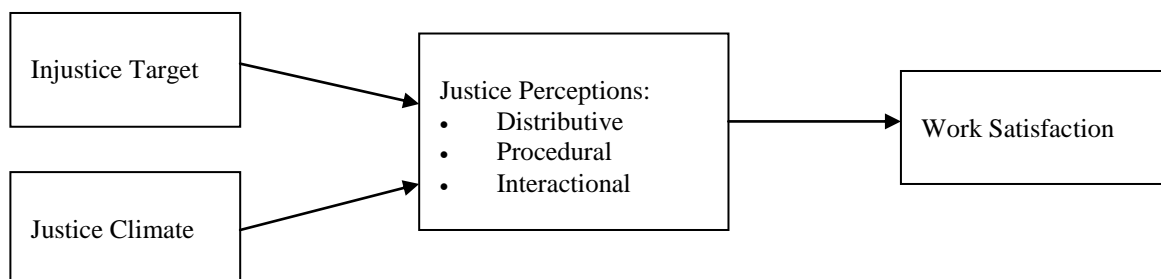 Injustice Target
Justice Climate
Justice Perceptions:
• Distributive
• Procedural
• Interactional
Work Satisfaction